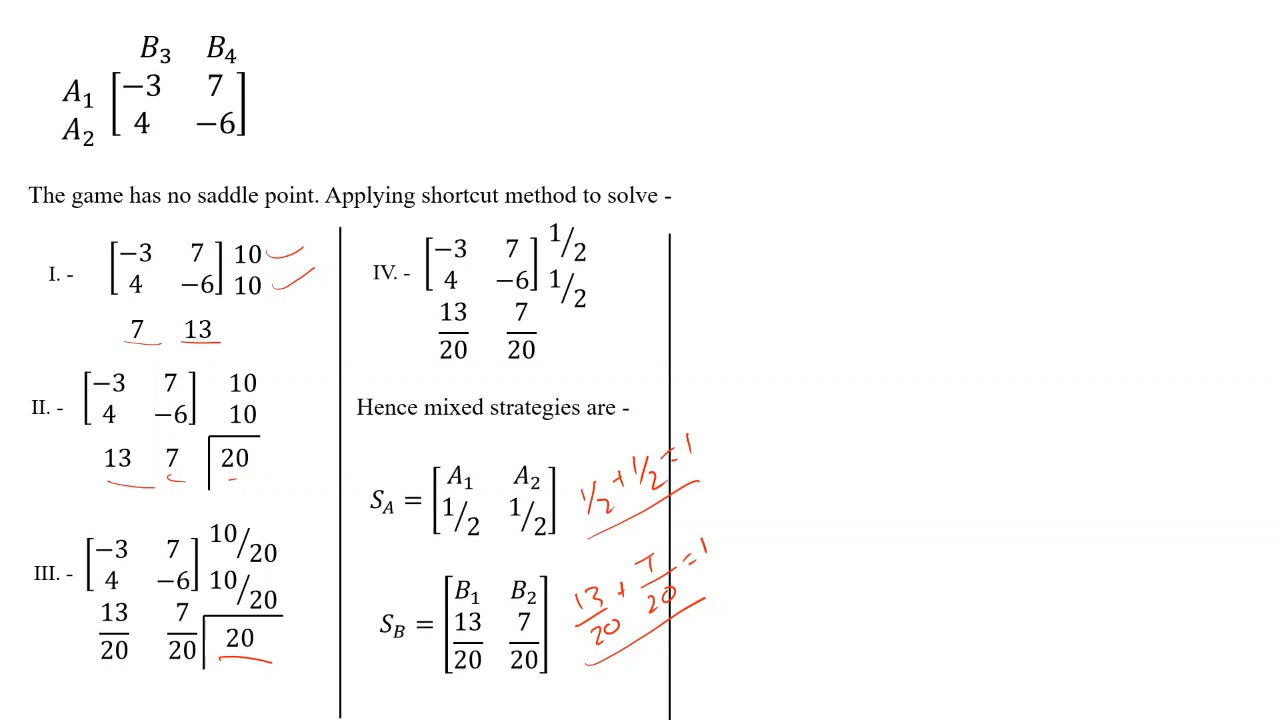 B₃ B₄
A₁ [−3 7]
A₂ [4 −6]
The game has no saddle point. Applying shortcut method to solve -
I. - [−3 7] 10
[4 −6] 10
7 13
II. - [−3 7] 10
[4 −6] 10
13 7 20
III. - [−3 7] 10/20
[4 −6] 10/20
13/20 7/20 20
IV. - [−3 7] 1/2
[4 −6] 1/2
13/20 7/20
Hence mixed strategies are -
S_A = [A₁ A₂
1/2 1/2]
1/2 + 1/2 = 1
S_B = [B₁ B₂
13/20 7/20]
13/20 + 7/20 = 1